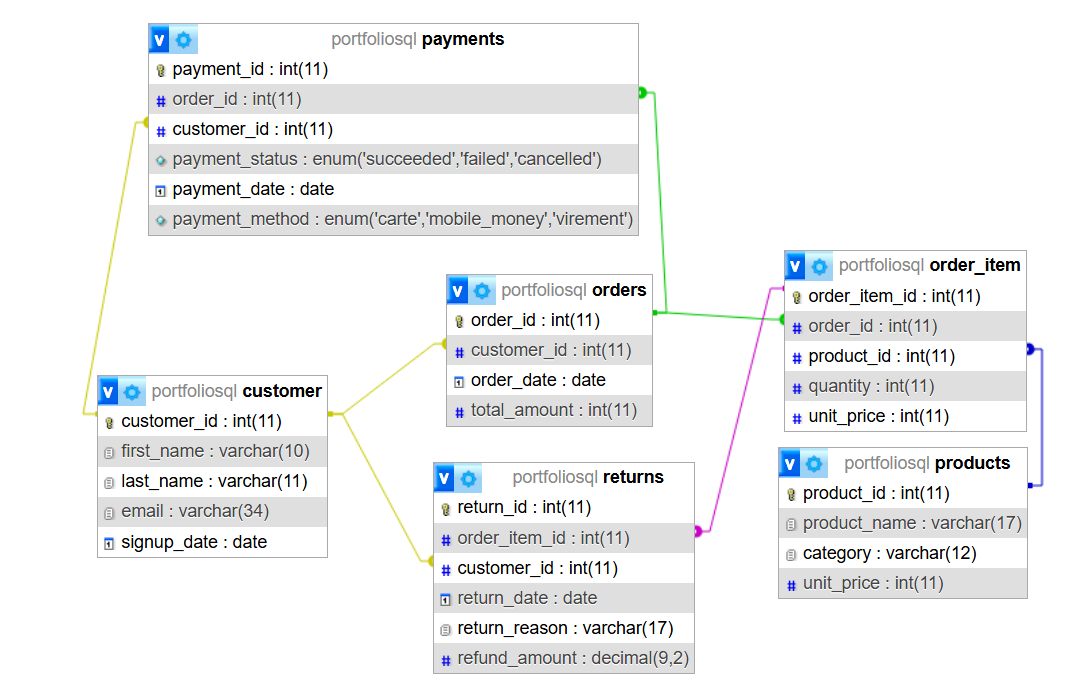 portfoliosql payments
payment_id : int(11)
order_id : int(11)
customer_id : int(11)
payment_status : enum('succeeded','failed','cancelled')
payment_date : date
payment_method : enum('carte','mobile_money','virement')
portfoliosql orders
order_id : int(11)
customer_id : int(11)
order_date : date
total_amount : int(11)
portfoliosql order_item
order_item_id : int(11)
order_id : int(11)
product_id : int(11)
quantity : int(11)
unit_price : int(11)
portfoliosql customer
customer_id : int(11)
first_name : varchar(10)
last_name : varchar(11)
email : varchar(34)
signup_date : date
portfoliosql returns
return_id : int(11)
order_item_id : int(11)
customer_id : int(11)
return_date : date
return_reason : varchar(17)
refund_amount : decimal(9,2)
portfoliosql products
product_id : int(11)
product_name : varchar(17)
category : varchar(12)
unit_price : int(11)